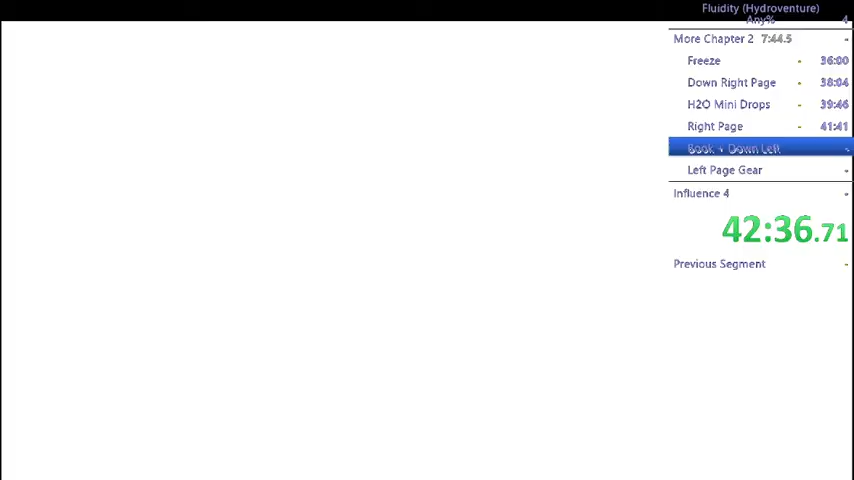 Fluidity (Hydroventure)
Any% 4
More Chapter 2 7:44.5 -
Freeze - 36:00
Down Right Page - 38:04
H2O Mini Drops - 39:46
Right Page - 41:41
Book + Down Left -
Left Page Gear -
Influence 4 -
42:36.71
Previous Segment -